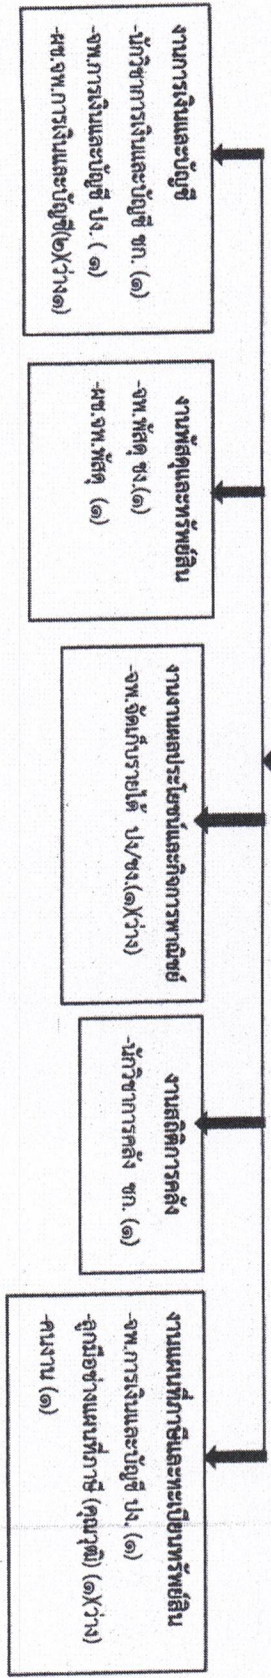 งานการเงินและบัญชี
-นักวิชาการเงินและบัญชี ชก. (๑)
-จพ.การเงินและบัญชี ปง. ( ๑)
-ผช.จพ.การเงินและบัญชี(๒)(ว่าง๑)
งานพัสดุและทรัพย์สิน
-จพ.พัสดุ ชง.(๑)
-ผช.จพ.พัสดุ (๑)
งานงานผลประโยชน์และกิจการพาณิชย์
-จพ.จัดเก็บรายได้ ปง/ชง.(๑)(ว่าง)
งานสถิติการคลัง
-นักวิชาการคลัง ชก. (๑)
งานแผนที่ภาษีและทะเบียนทรัพย์สิน
-จพ.การเงินและบัญชี ปง. (๑)
-ลูกมือช่างแผนที่ภาษี (คุณวุฒิ) (๑)(ว่าง)
-คนงาน (๑)